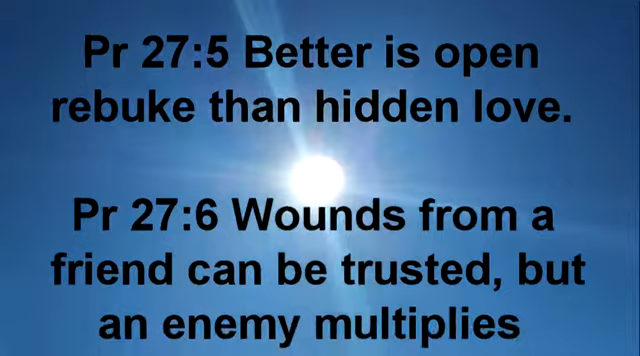 Pr 27:5 Better is open
rebuke than hidden love.
Pr 27:6 Wounds from a
friend can be trusted, but
an enemy multiplies